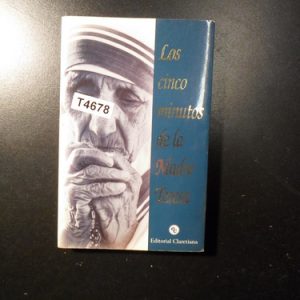 Los
cinco
minutos
de la
Madre
Teresa
T4678
Editorial Claretiana